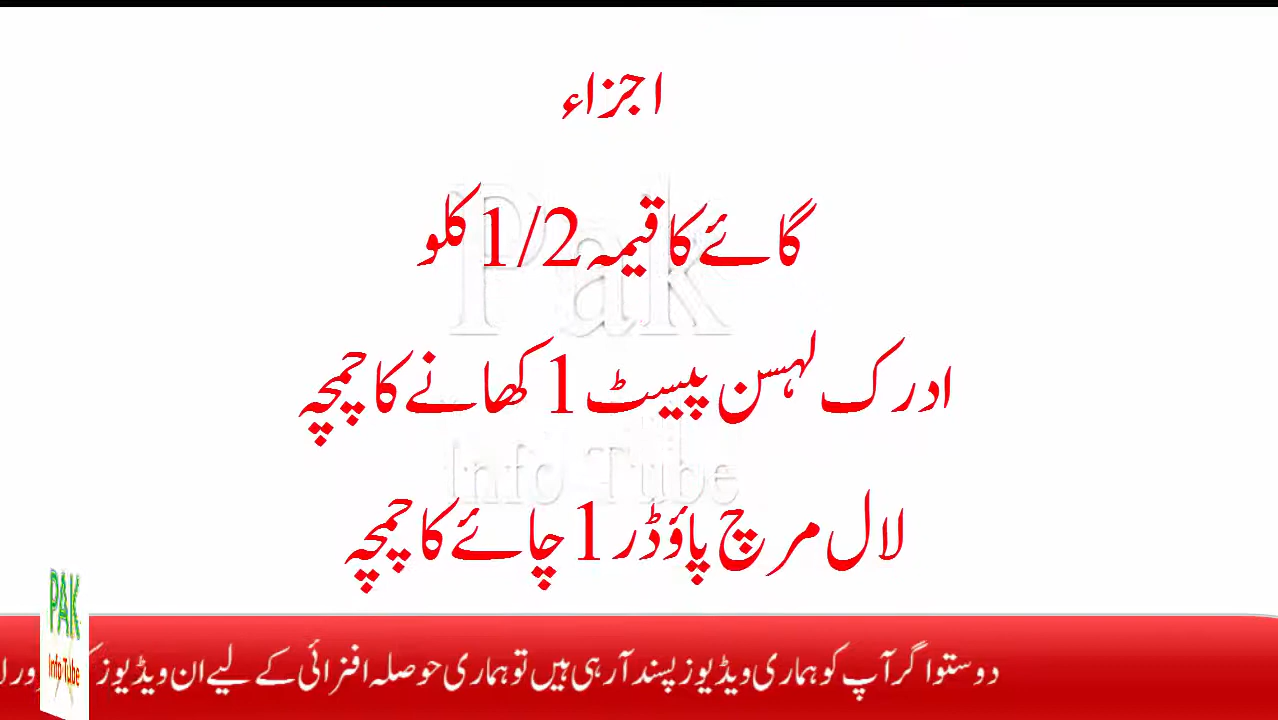 اجزاء
گائے کا قیمہ 1/2 کلو
ادرک لہسن پیسٹ 1 کھانے کا چمچہ
لال مرچ پاؤڈر 1 چائے کا چمچہ
Pak
Info Tube
PAK
Info Tube
دوستو اگر آپ کو ہماری ویڈیوز پسند آرہی ہیں تو ہماری حوصلہ افزائی کے لیے ان ویڈیوز